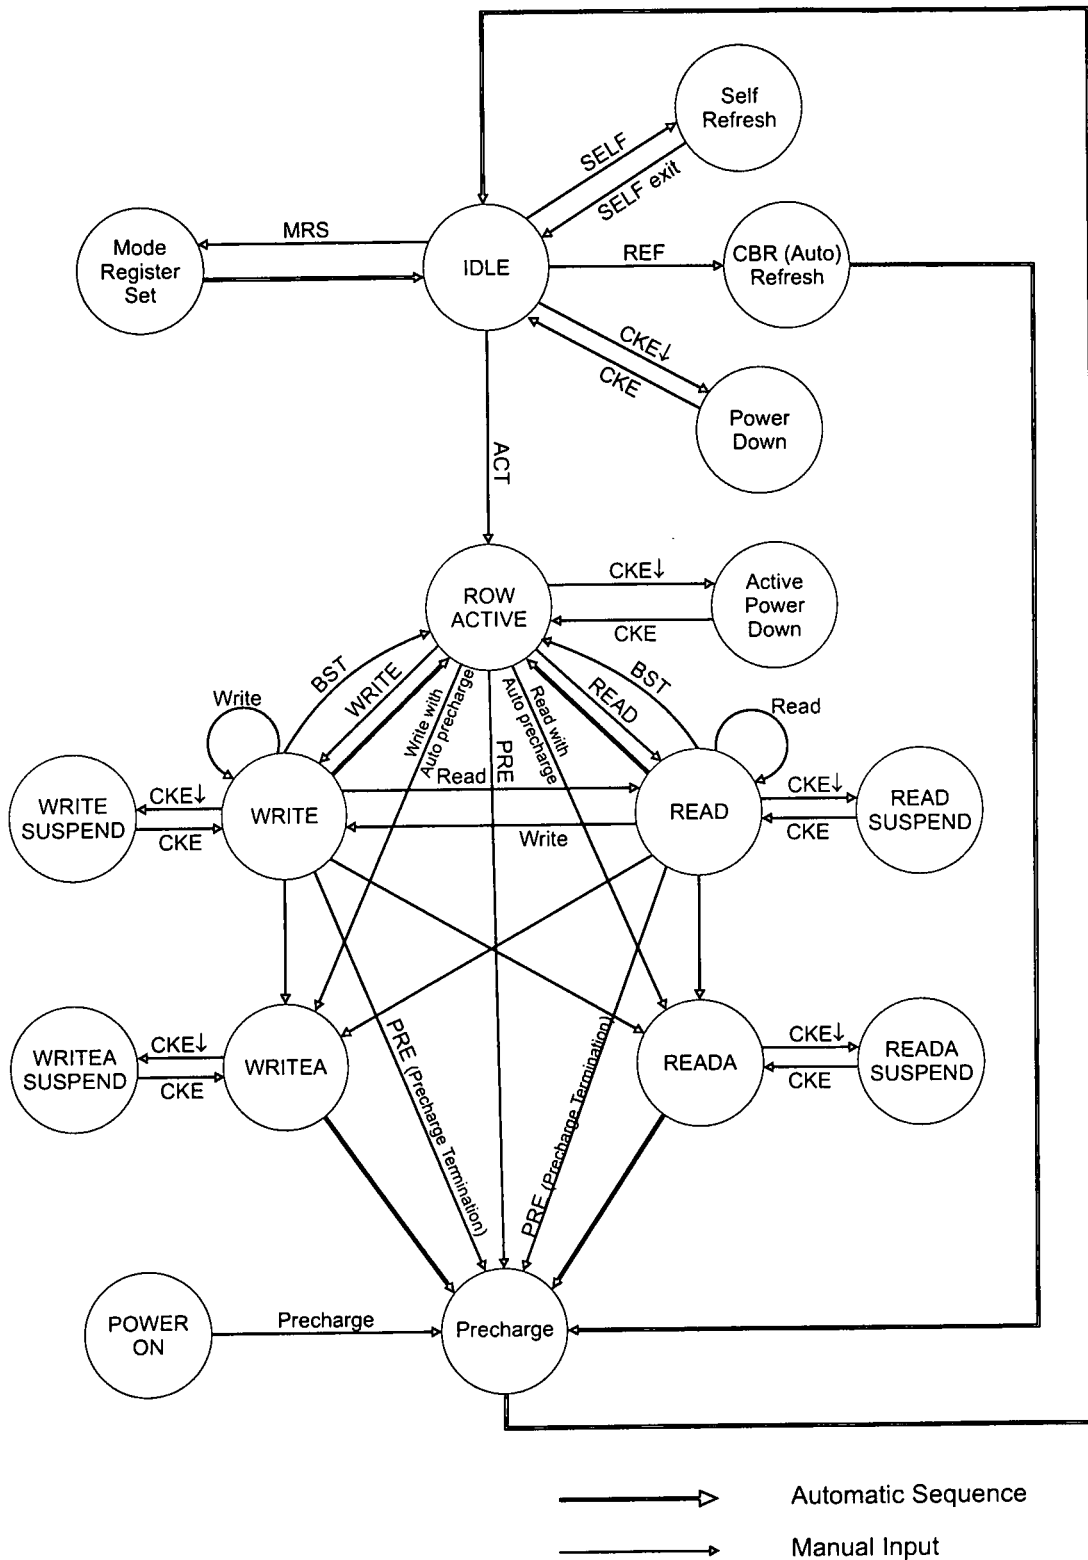 Self
Refresh
SELF
SELF exit
MRS
Mode
Register
Set
IDLE
REF
CBR (Auto)
Refresh
CKE↓
CKE
Power
Down
ACT
ROW
ACTIVE
CKE↓
CKE
Active
Power
Down
BST
WRITE
Write with
Auto precharge
PRE
Read with
Auto precharge
READ
BST
Write
Read
WRITE
SUSPEND
CKE↓
CKE
WRITE
Read
Write
READ
CKE↓
CKE
READ
SUSPEND
WRITEA
SUSPEND
CKE↓
CKE
WRITEA
PRE (Precharge Termination)
PRE (Precharge Termination)
READA
CKE↓
CKE
READA
SUSPEND
POWER
ON
Precharge
Precharge
Automatic Sequence
Manual Input